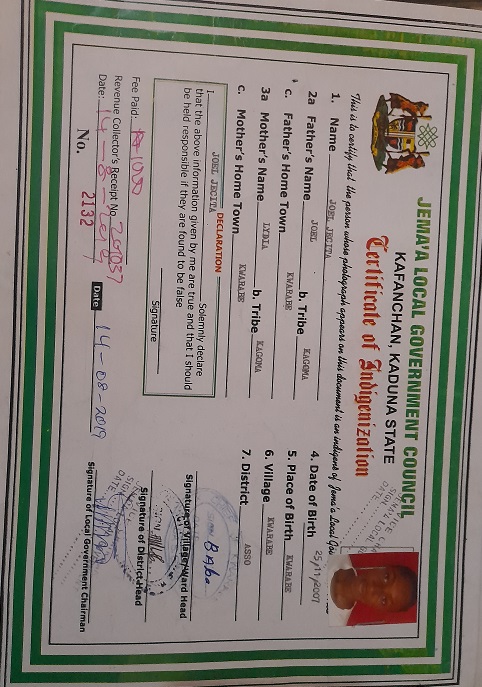 JEMAYA LOCAL GOVERNMENT COUNCIL
KAFANCHAN, KADUNA STATE
Certificate of Indigenization
This is to certify that the person whose photograph appears on this document is an indigene of Jema'a Local Gov
1. Name JOEL JECITA
2a Father's Name JOEL b. Tribe KAGOMA
c. Father's Home Town KWARABE
3a Mother's Name LYDIA b. Tribe KAGOMA
c. Mother's Home Town KWARABE
4. Date of Birth 25/11/2007
5. Place of Birth KWARABE
6. Village KWARABE
7. District ASSO
DECLARATION
I JOEL JECITA Solemnly declare
that the above information given by me are true and that I should
be held responsible if they are found to be false
Signature
Signature of Village/Ward Head
Signature of District Head
Fee Paid: ₦1000
Revenue Collector's Receipt No.
Date: 14-8-2019
No. 2132
Date 14-08-2019
Signature of Local Government Chairman